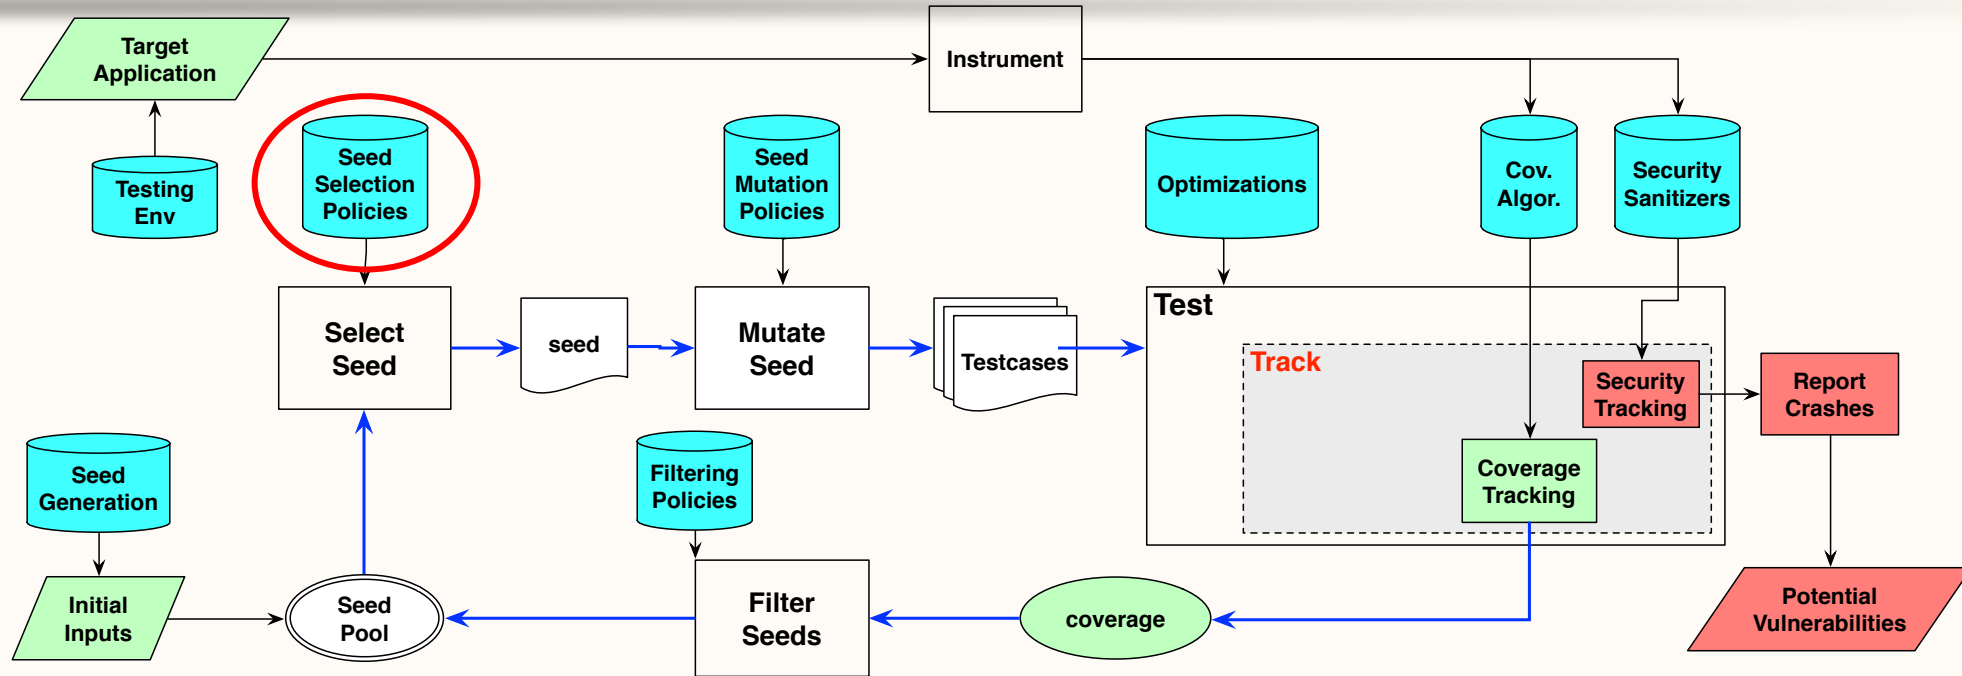 Target
Application
Instrument
Testing
Env
Seed
Selection
Policies
Seed
Mutation
Policies
Optimizations
Cov.
Algor.
Security
Sanitizers
Select
Seed
seed
Mutate
Seed
Testcases
Test
Track
Security
Tracking
Report
Crashes
Coverage
Tracking
Seed
Generation
Filtering
Policies
Initial
Inputs
Seed
Pool
Filter
Seeds
coverage
Potential
Vulnerabilities